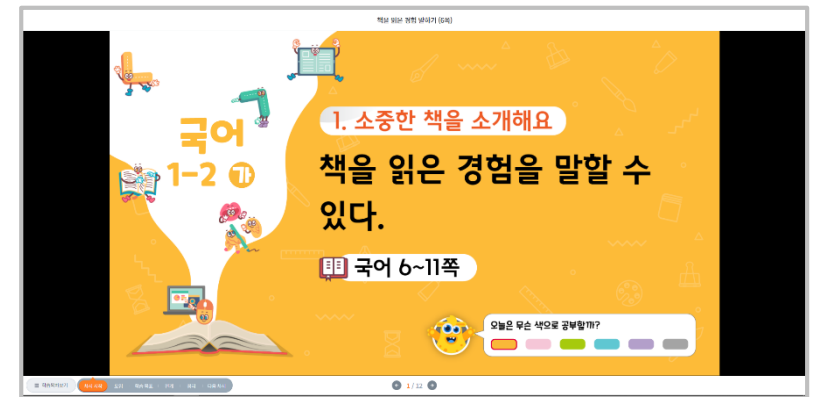 책을 읽은 경험 말하기 (6쪽)
국어
1-2 가
1. 소중한 책을 소개해요
책을 읽은 경험을 말할 수
있다.
국어 6~11쪽
오늘은 무슨 색으로 공부할까?
1 / 12